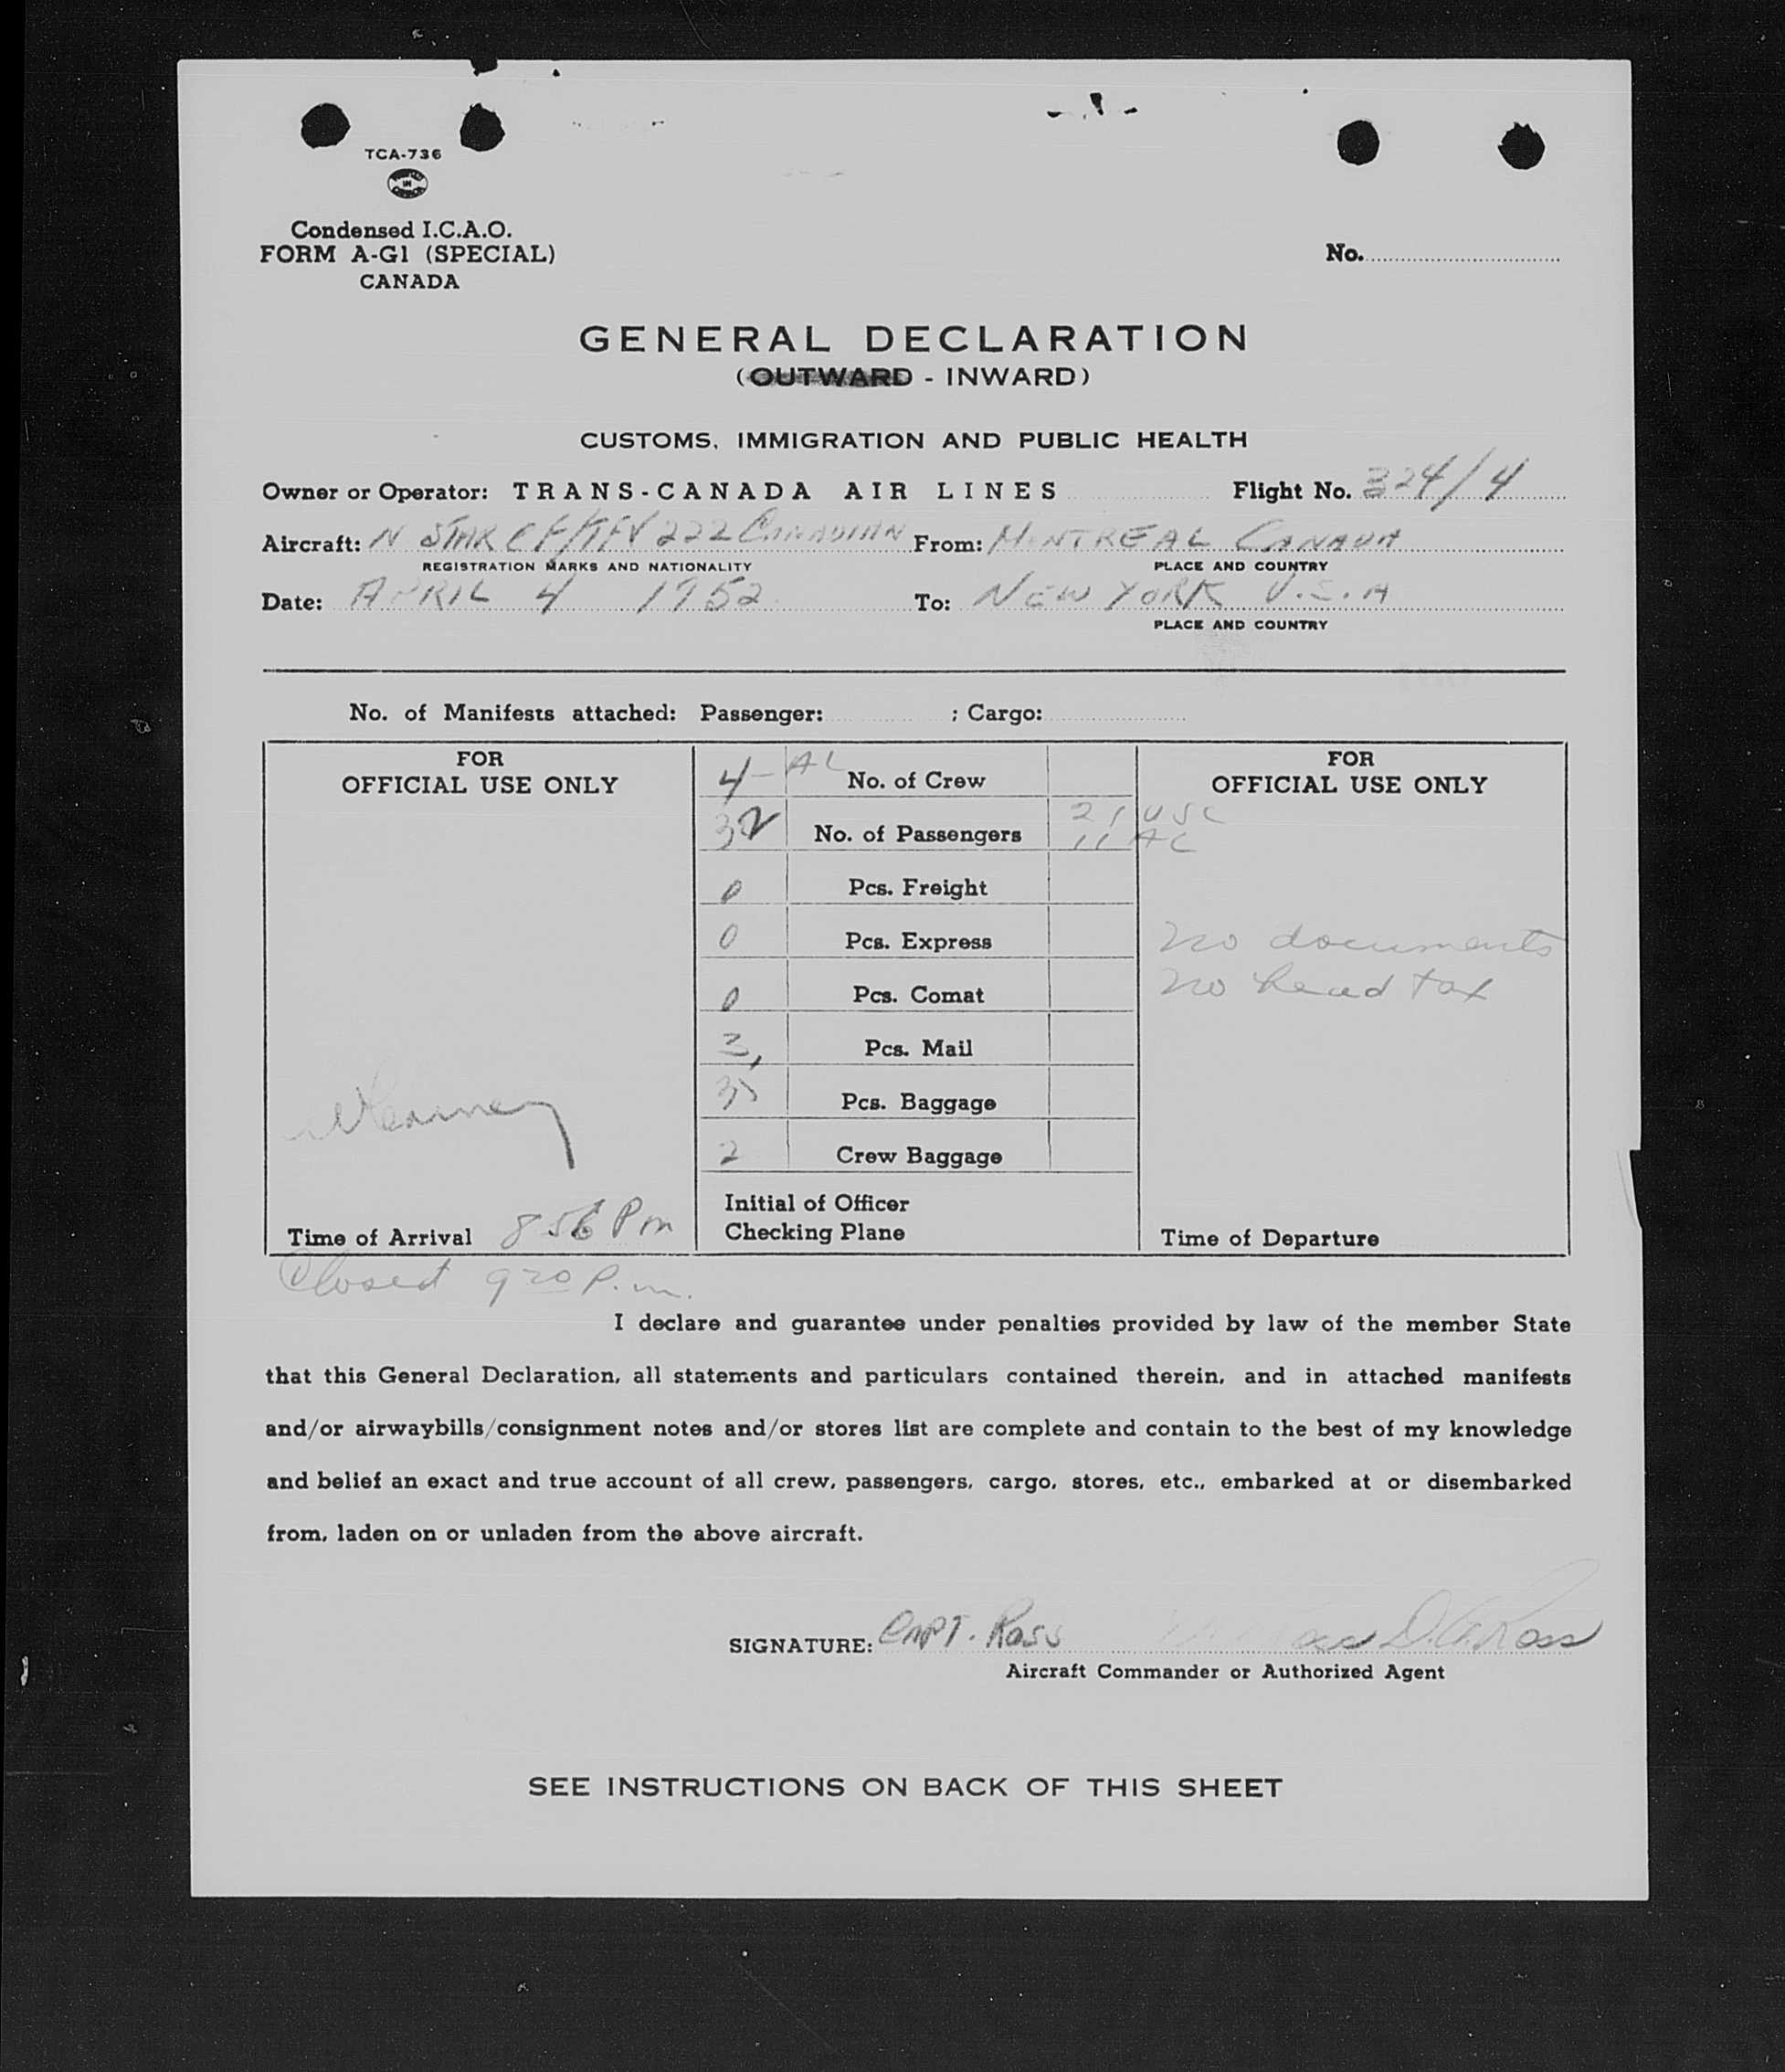 TCA-736
IN
CANADA
Condensed I.C.A.O.
FORM A-G1 (SPECIAL)
CANADA
No.
GENERAL DECLARATION
(OUTWARD - INWARD)
CUSTOMS, IMMIGRATION AND PUBLIC HEALTH
Owner or Operator: TRANS-CANADA AIR LINES Flight No. 324/4
Aircraft: N STAR CF/TFV 222 CANADIAN From: MONTREAL CANADA
REGISTRATION MARKS AND NATIONALITY PLACE AND COUNTRY
Date: APRIL 4 1952 To: NEW YORK U.S.A
PLACE AND COUNTRY
No. of Manifests attached: Passenger: ; Cargo:
FOR
OFFICIAL USE ONLY
4 - AL No. of Crew
32 No. of Passengers 21 USC
11 AL
0 Pcs. Freight
0 Pcs. Express
0 Pcs. Comat
3, Pcs. Mail
35 Pcs. Baggage
2 Crew Baggage
Initial of Officer
Checking Plane
Time of Arrival 856 Pm
Closed 920 P.m.
FOR
OFFICIAL USE ONLY
No documents
No head tax
Time of Departure
I declare and guarantee under penalties provided by law of the member State
that this General Declaration, all statements and particulars contained therein, and in attached manifests
and/or airwaybills/consignment notes and/or stores list are complete and contain to the best of my knowledge
and belief an exact and true account of all crew, passengers, cargo, stores, etc., embarked at or disembarked
from, laden on or unladen from the above aircraft.
SIGNATURE: CAPT. Ross D.G. Ross
Aircraft Commander or Authorized Agent
SEE INSTRUCTIONS ON BACK OF THIS SHEET